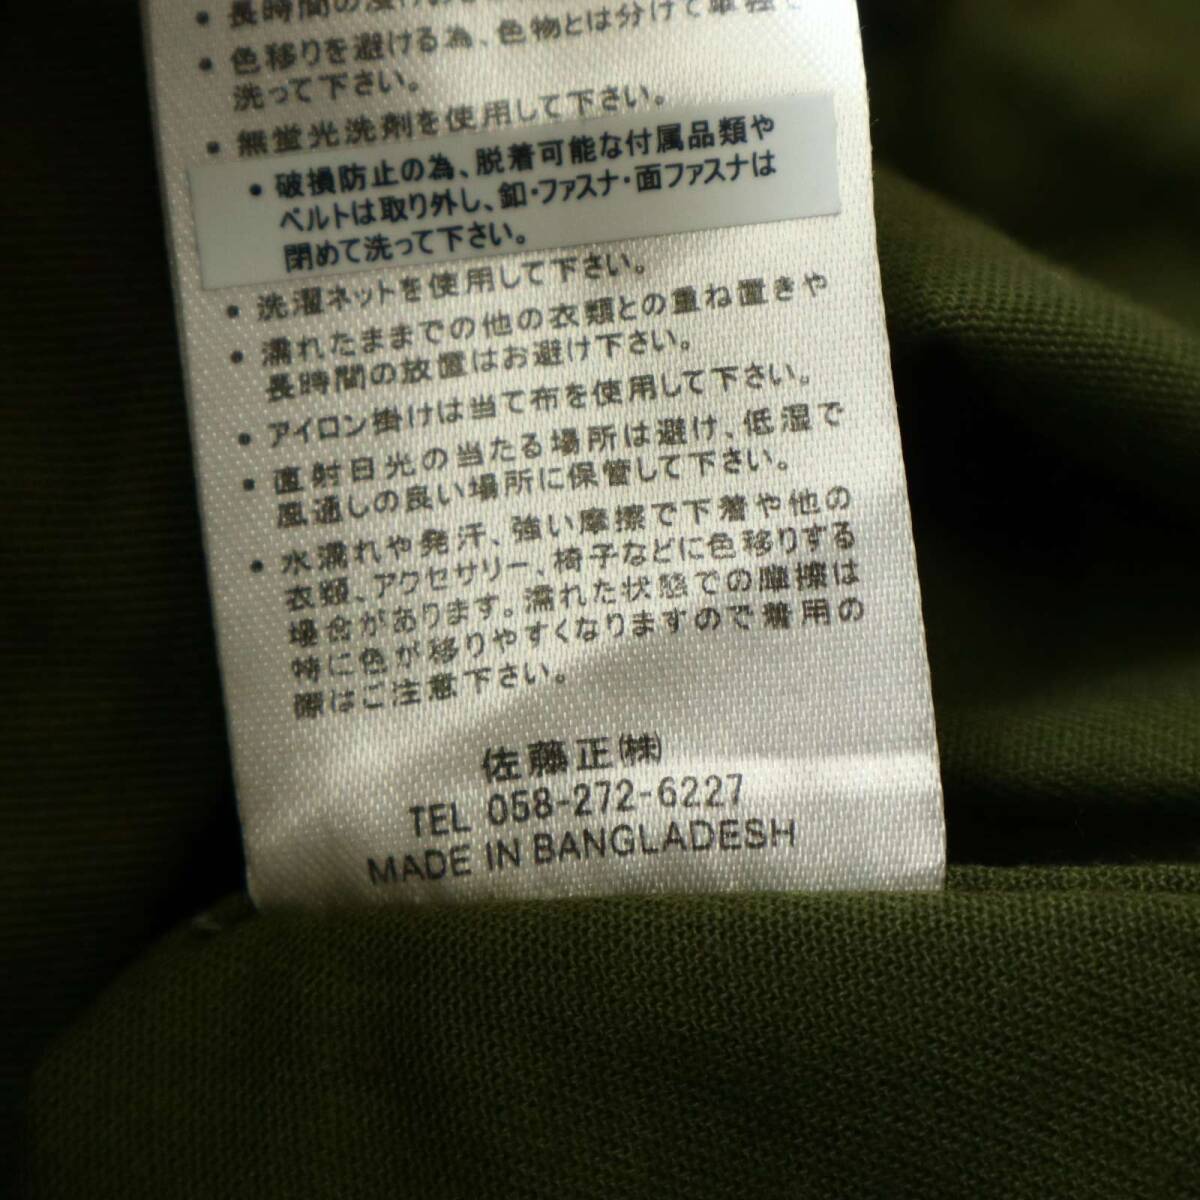 ・長時間の浸け
・色移りを避ける為、色物とは分けて単独で
洗って下さい。
・無蛍光洗剤を使用して下さい。
・破損防止の為、脱着可能な付属品類や
ベルトは取り外し、釦・ファスナ・面ファスナは
閉めて洗って下さい。
・洗濯ネットを使用して下さい。
・濡れたままでの他の衣類との重ね置きや
長時間の放置はお避け下さい。
・アイロン掛けは当て布を使用して下さい。
・直射日光の当たる場所は避け、低湿で
風通しの良い場所に保管して下さい。
・水濡れや発汗、強い摩擦で下着や他の
衣類、アクセサリー、椅子などに色移りする
場合があります。濡れた状態での摩擦は
特に色が移りやすくなりますので着用の
際はご注意下さい。
佐藤正㈱
TEL 058-272-6227
MADE IN BANGLADESH